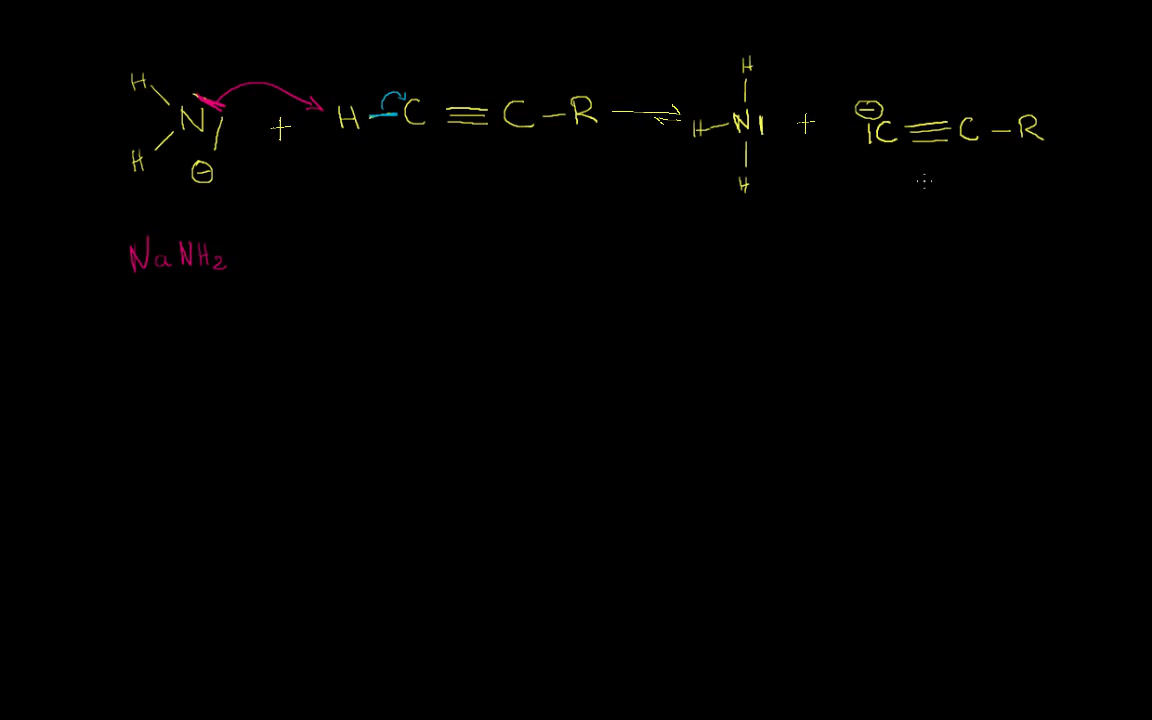 H H
N + H - C ≡ C - R ⇌ H - N + ⊖ C ≡ C - R
H ⊖ H
NaNH2